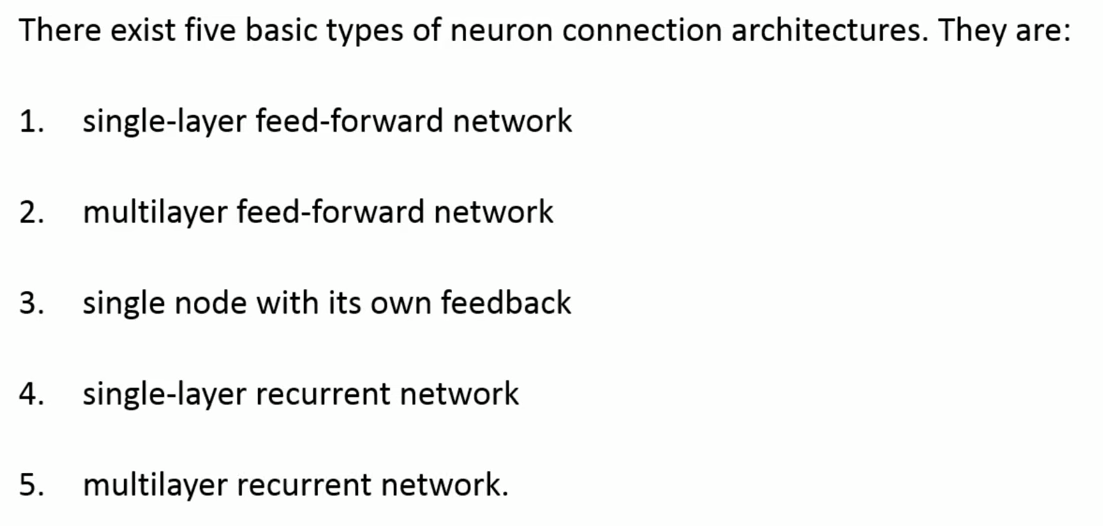 There exist five basic types of neuron connection architectures. They are:
1. single-layer feed-forward network
2. multilayer feed-forward network
3. single node with its own feedback
4. single-layer recurrent network
5. multilayer recurrent network.